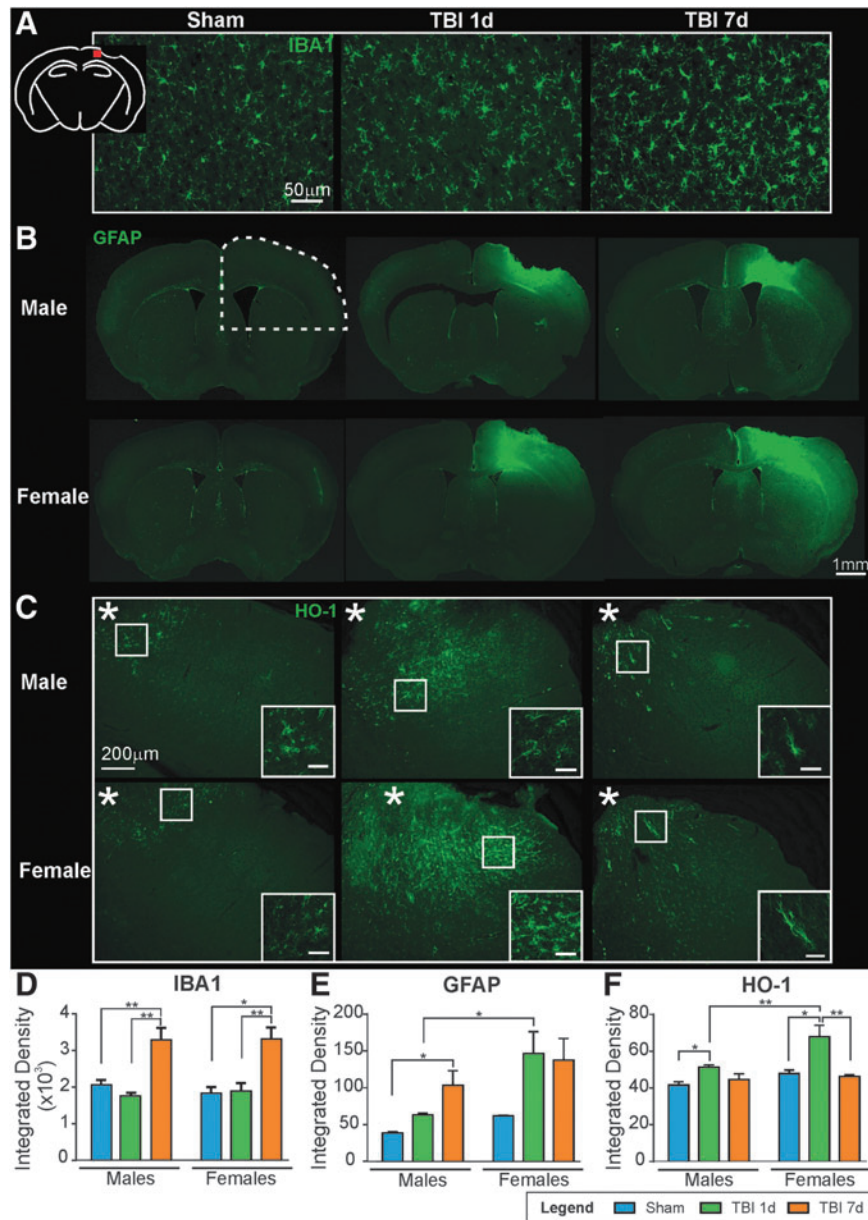 A
Sham
TBI 1d
TBI 7d
IBA1
50μm
B
GFAP
Male
Female
1mm
C
*
HO-1
*
*
Male
200μm
*
*
*
Female
D
IBA1
E
GFAP
F
HO-1
Integrated Density
(x10³)
4
3
2
1
0
**
**
*
**
Males
Females
Integrated Density
200
150
100
50
0
*
*
Males
Females
Integrated Density
80
60
40
20
0
*
**
*
**
Males
Females
Legend Sham TBI 1d TBI 7d